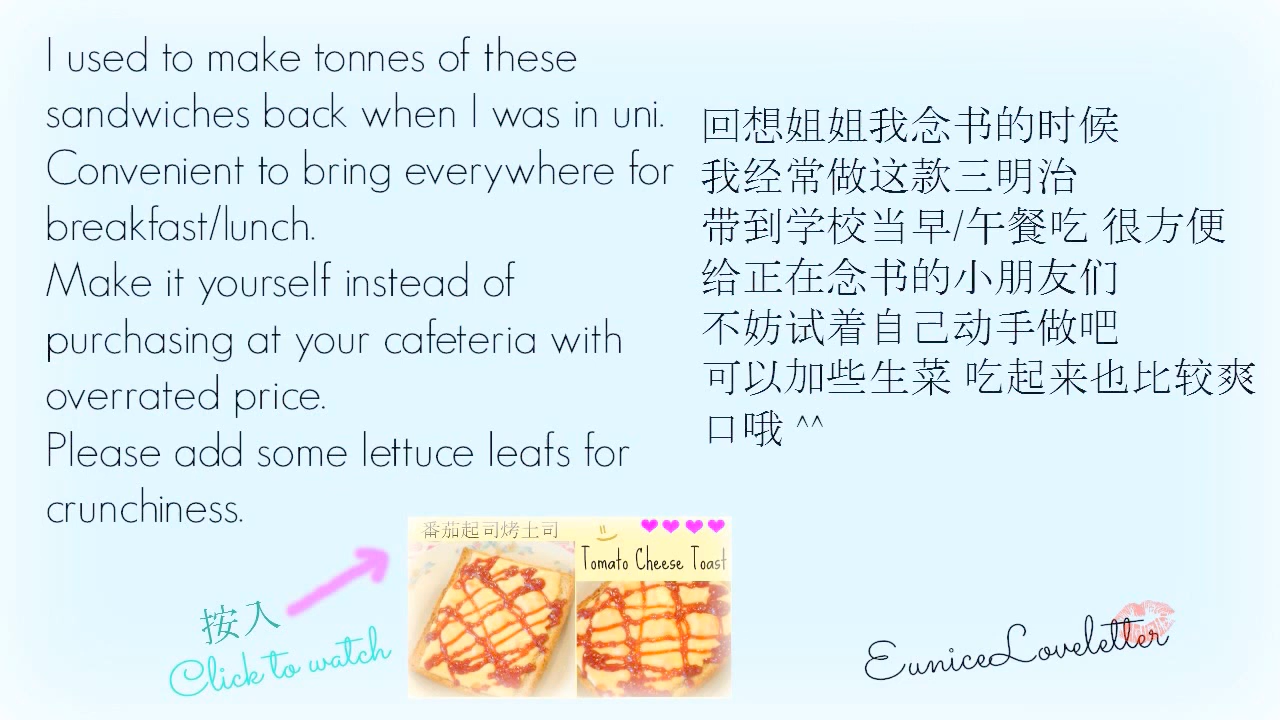 I used to make tonnes of these
sandwiches back when I was in uni.
Convenient to bring everywhere for
breakfast/lunch.
Make it yourself instead of
purchasing at your cafeteria with
overrated price.
Please add some lettuce leafs for
crunchiness.
回想姐姐我念书的时候
我经常做这款三明治
带到学校当早/午餐吃 很方便
给正在念书的小朋友们
不妨试着自己动手做吧
可以加些生菜 吃起来也比较爽
口哦 ^^
番茄起司烤土司
Tomato Cheese Toast
按入
Click to watch
EuniceLoveletter